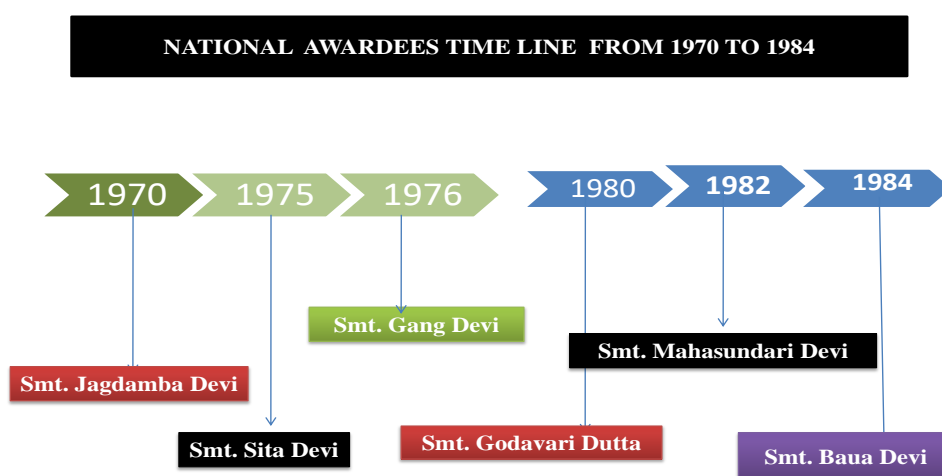 NATIONAL AWARDEES TIME LINE FROM 1970 TO 1984
1970
1975
1976
1980
1982
1984
Smt. Gang Devi
Smt. Mahasundari Devi
Smt. Jagdamba Devi
Smt. Sita Devi
Smt. Godavari Dutta
Smt. Baua Devi